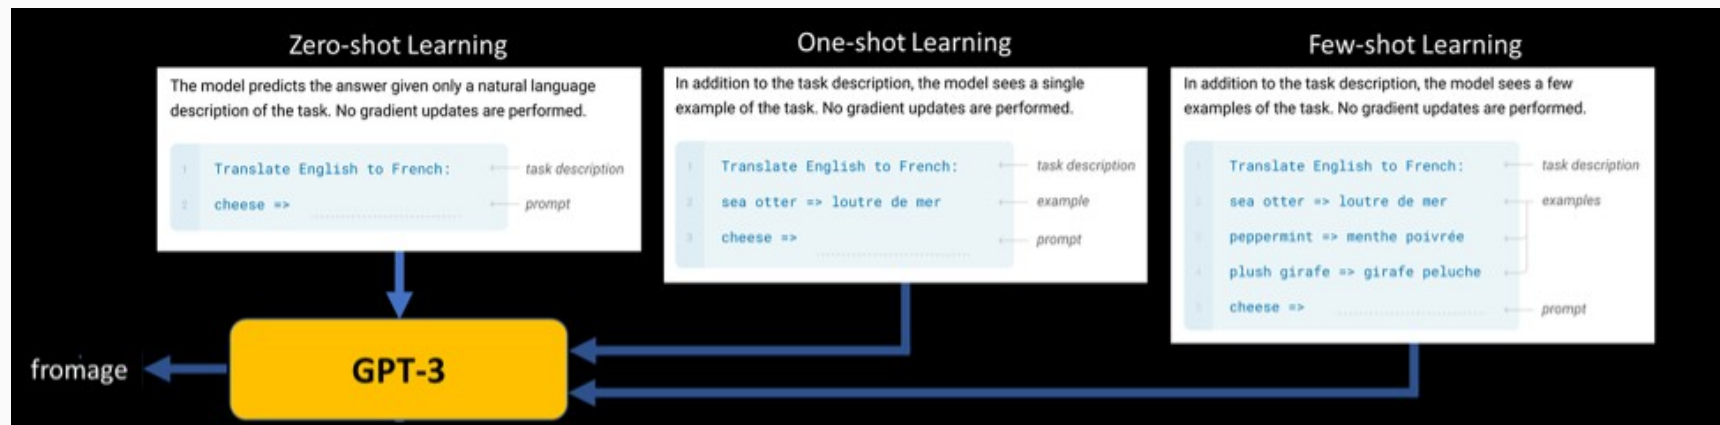 Zero-shot Learning
The model predicts the answer given only a natural language
description of the task. No gradient updates are performed.
1 Translate English to French: task description
2 cheese => prompt
One-shot Learning
In addition to the task description, the model sees a single
example of the task. No gradient updates are performed.
1 Translate English to French: task description
2 sea otter => loutre de mer example
3 cheese => prompt
Few-shot Learning
In addition to the task description, the model sees a few
examples of the task. No gradient updates are performed.
Translate English to French: task description
sea otter => loutre de mer examples
peppermint => menthe poivrée
plush girafe => girafe peluche
cheese => prompt
GPT-3
fromage